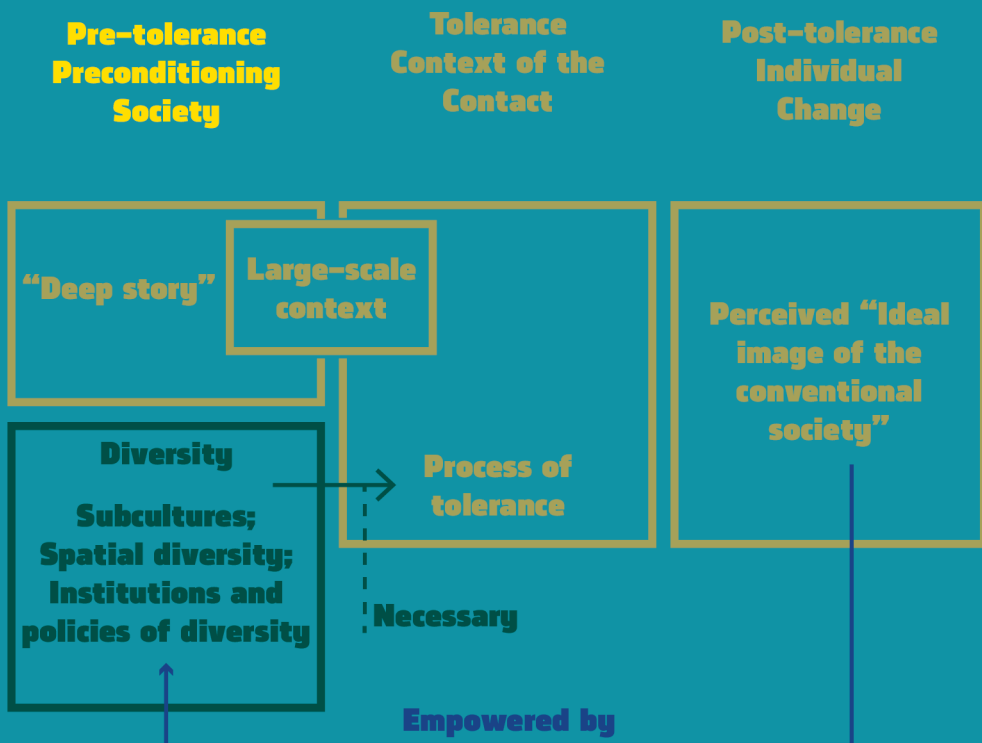 Pre-tolerance
Preconditioning
Society
Tolerance
Context of the
Contact
Post-tolerance
Individual
Change
“Deep story”
Large-scale
context
Perceived “Ideal
image of the
conventional
society”
Diversity
Subcultures;
Spatial diversity;
Institutions and
policies of diversity
Process of
tolerance
Necessary
Empowered by